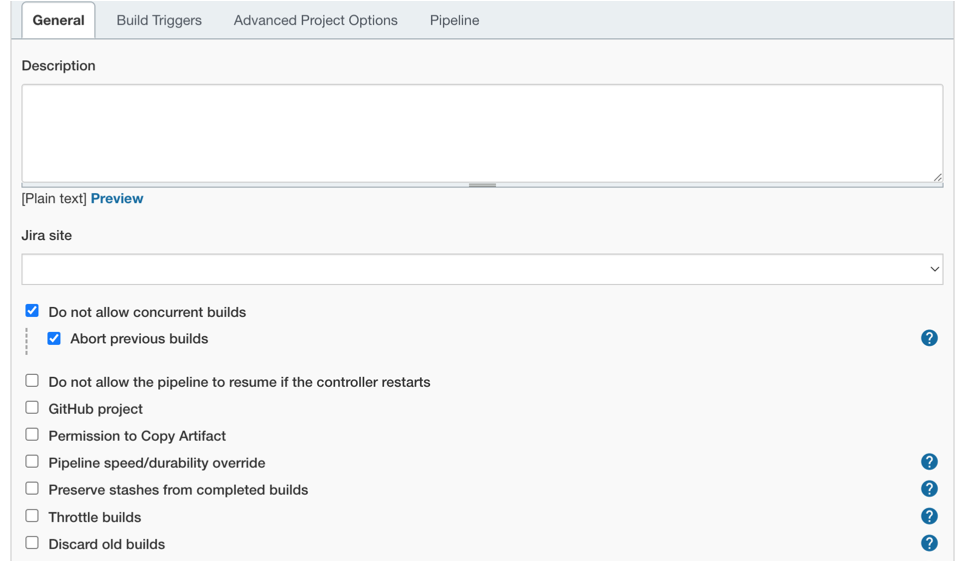 General Build Triggers Advanced Project Options Pipeline
Description
[Plain text] Preview
Jira site
Do not allow concurrent builds
Abort previous builds ?
Do not allow the pipeline to resume if the controller restarts
GitHub project
Permission to Copy Artifact
Pipeline speed/durability override ?
Preserve stashes from completed builds ?
Throttle builds ?
Discard old builds ?